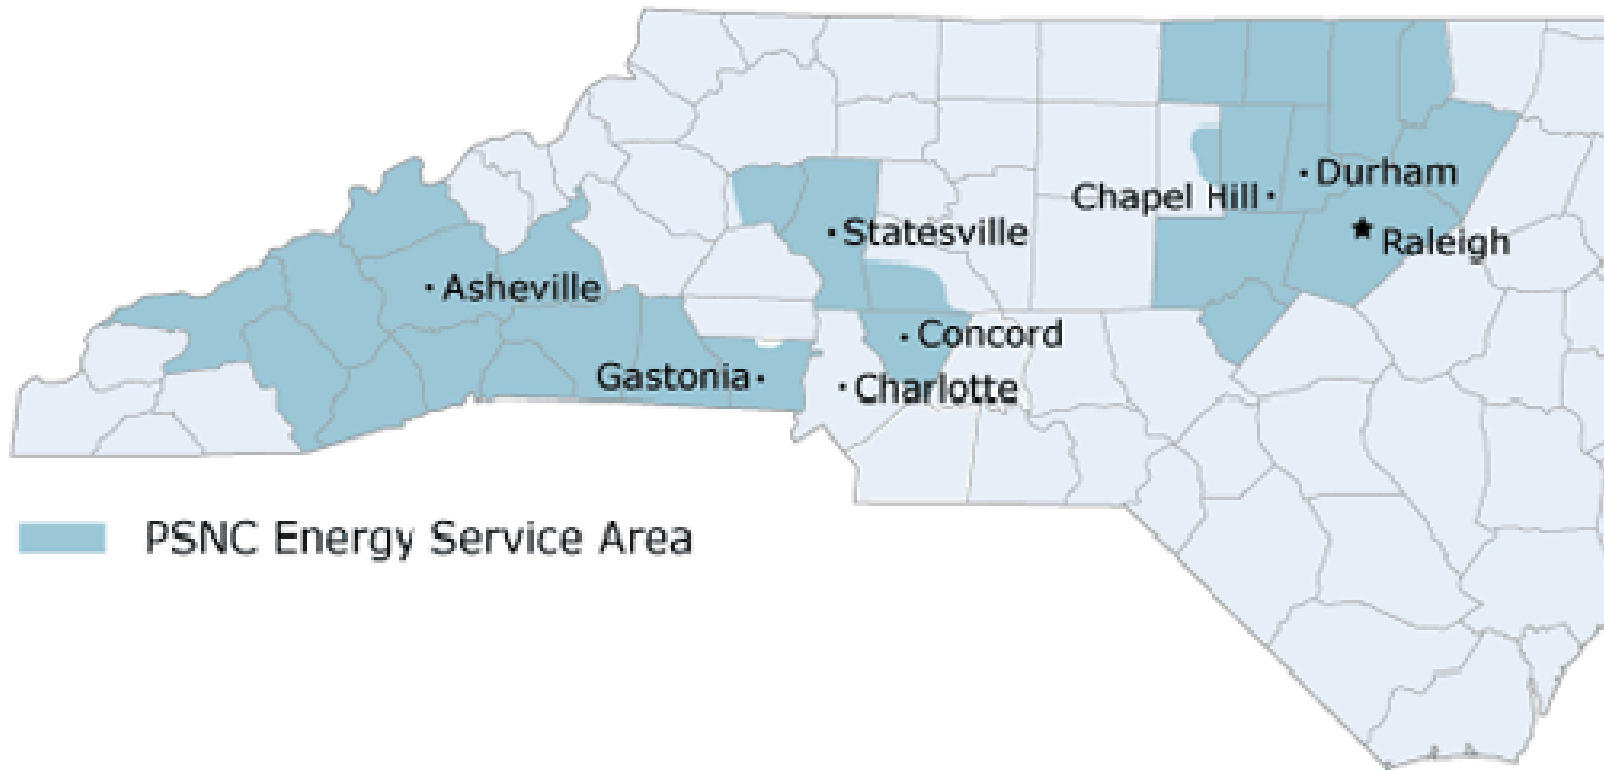 Durham
Chapel Hill
Statesville
Raleigh
Asheville
Concord
Gastonia
Charlotte
PSNC Energy Service Area